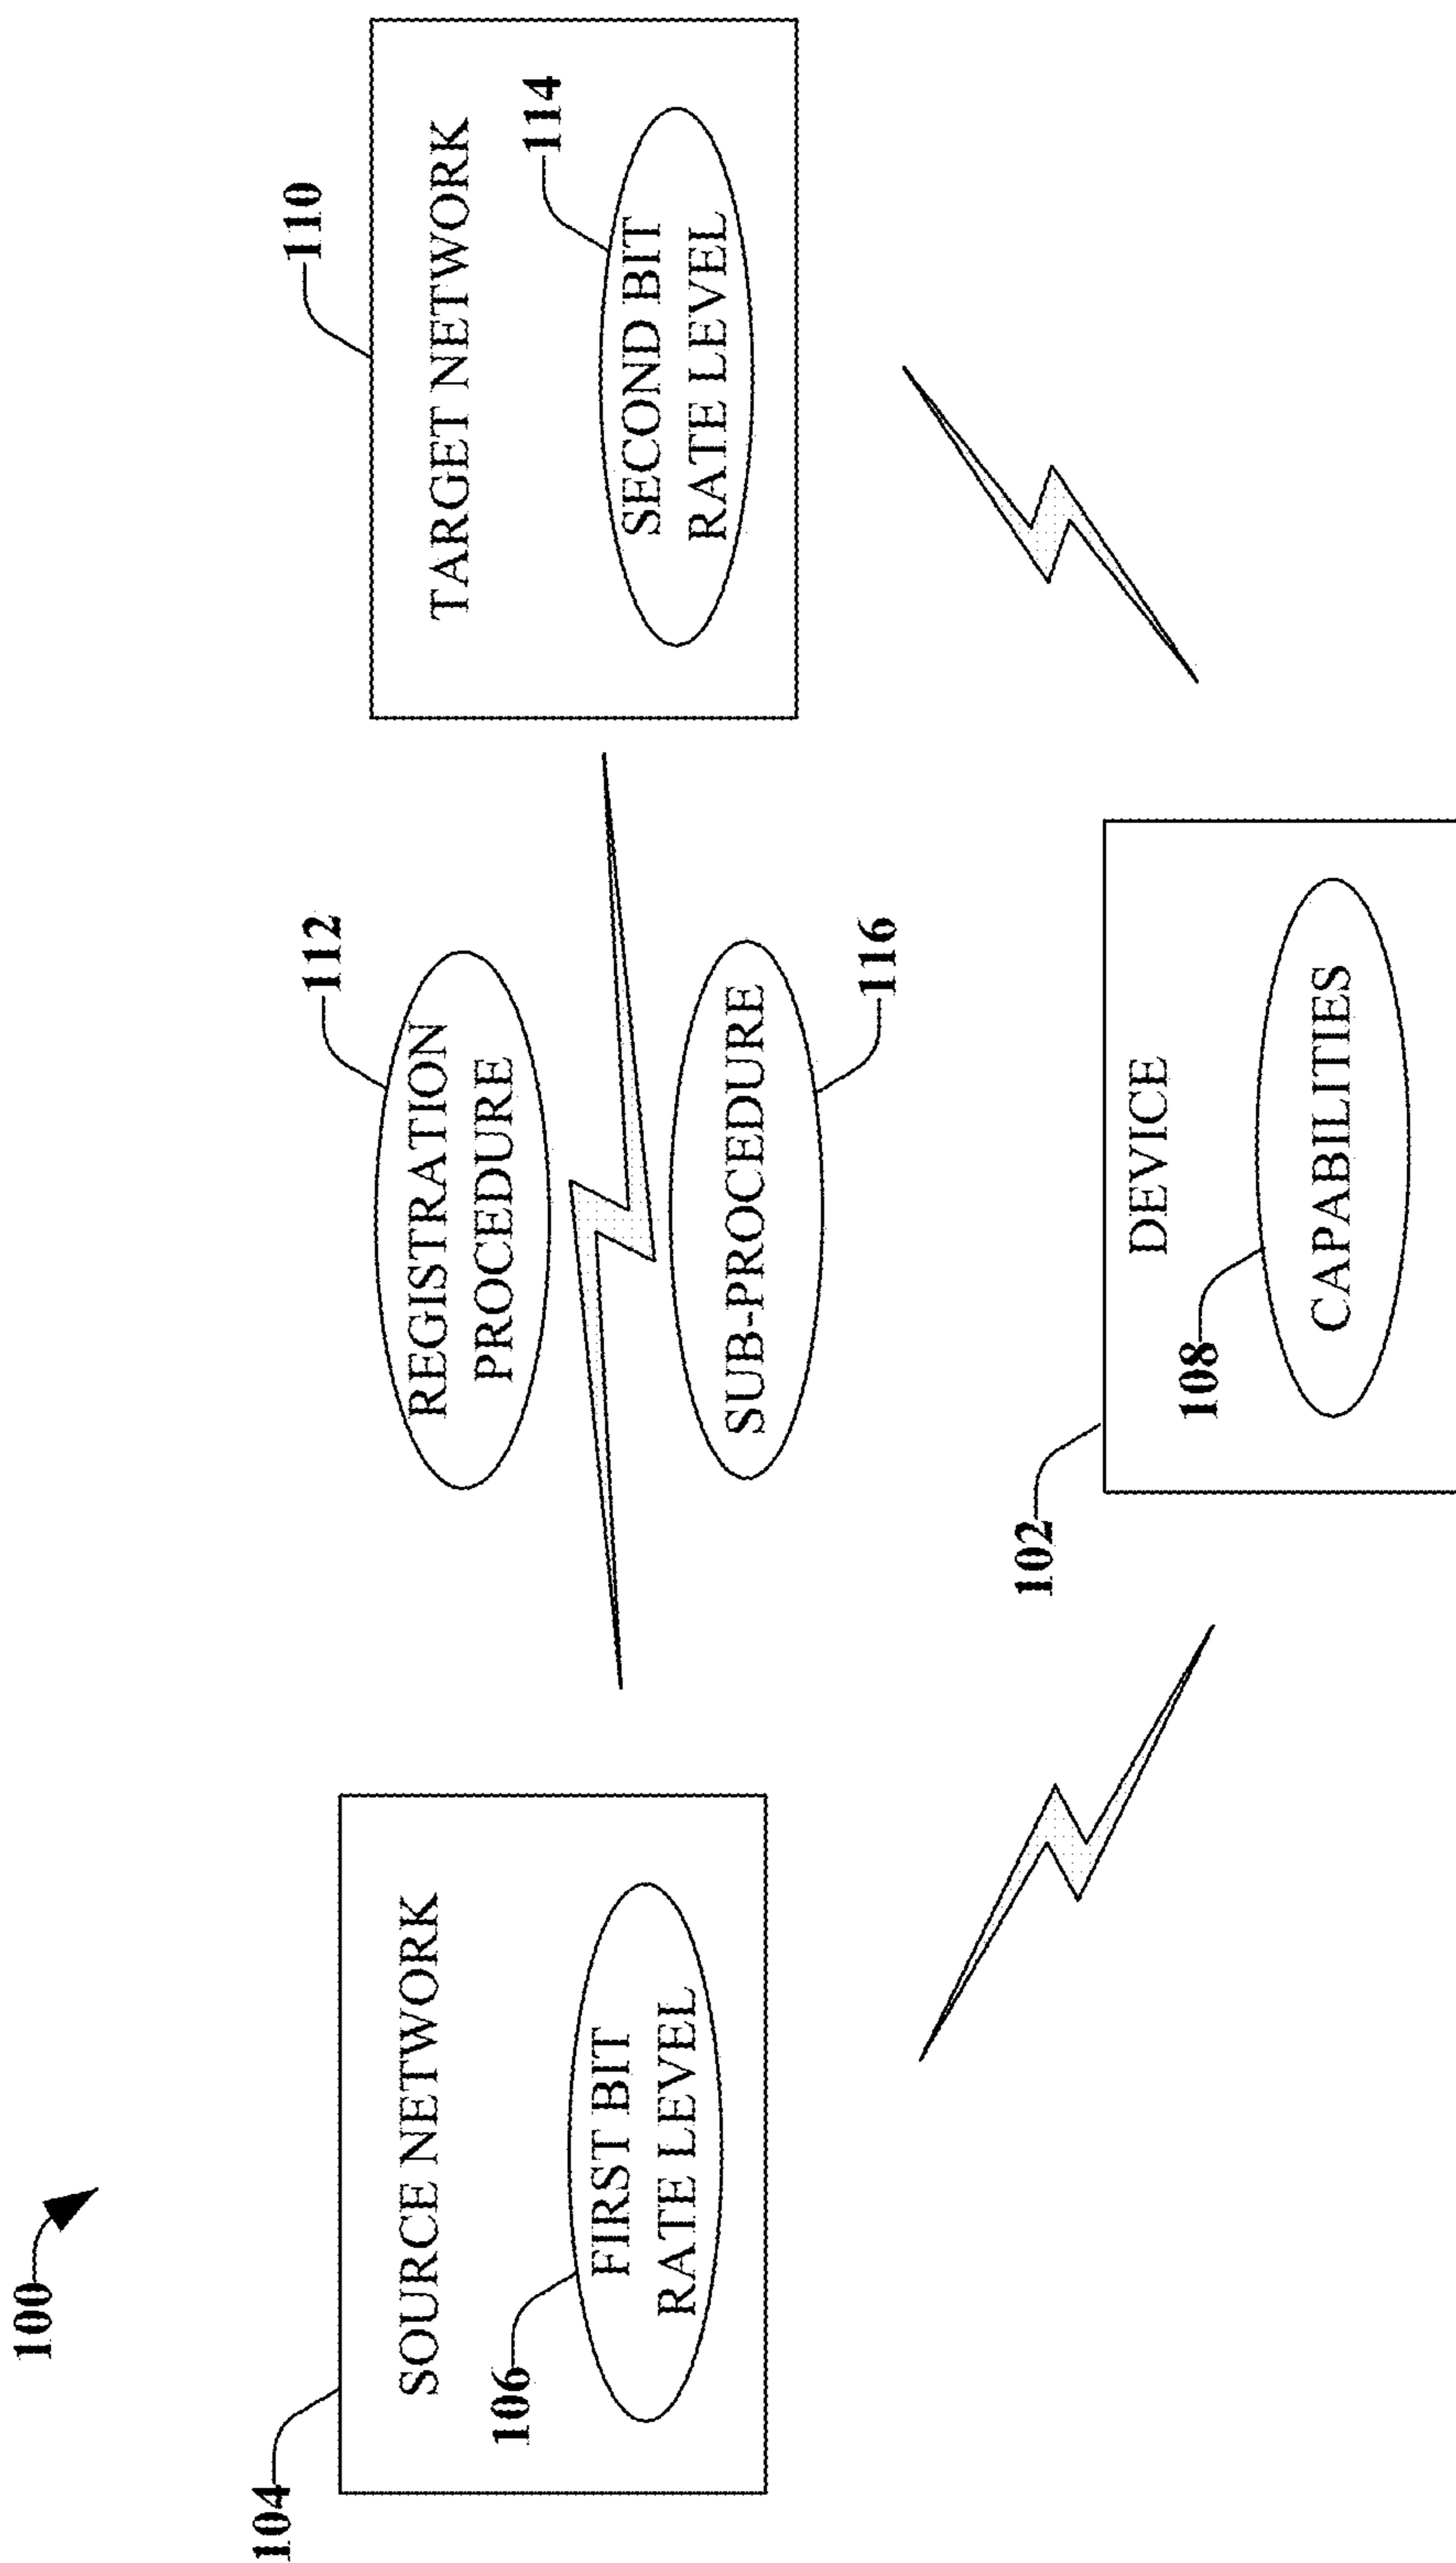 100
104
SOURCE NETWORK
106
FIRST BIT
RATE LEVEL
112
REGISTRATION
PROCEDURE
SUB-PROCEDURE
116
110
TARGET NETWORK
114
SECOND BIT
RATE LEVEL
102
DEVICE
108
CAPABILITIES